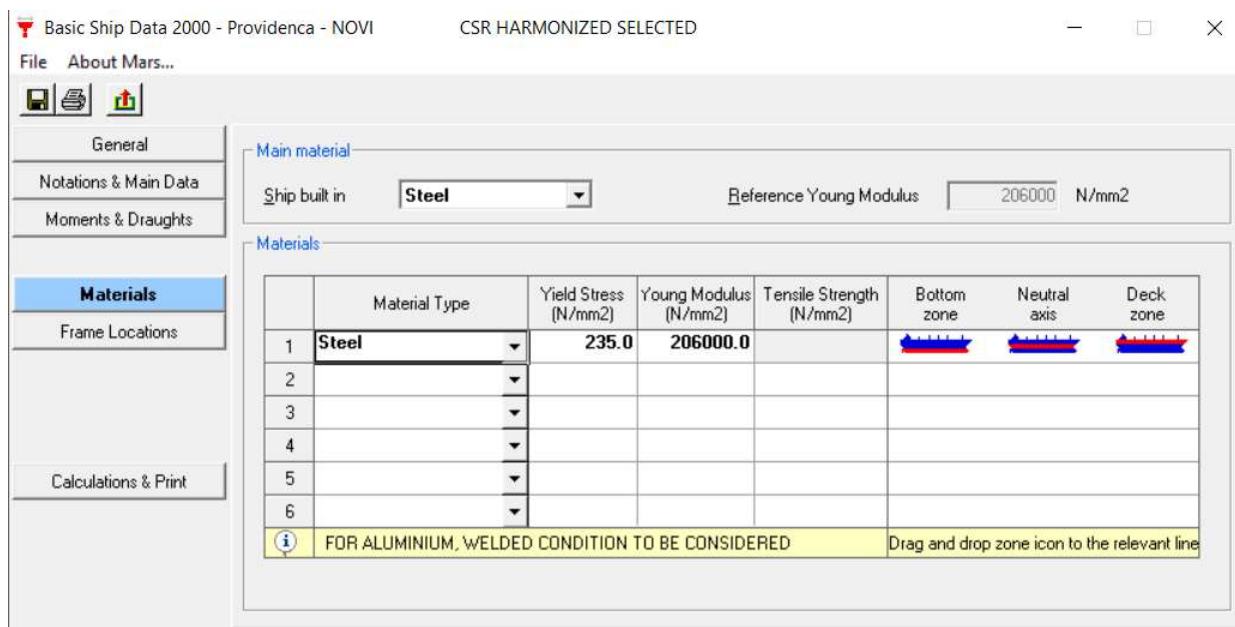 Basic Ship Data 2000 - Providenca - NOVI CSR HARMONIZED SELECTED
File About Mars...
General
Notations & Main Data
Moments & Draughts
Materials
Frame Locations
Calculations & Print
Main material
Ship built in Steel Reference Young Modulus 206000 N/mm2
Materials
Material Type Yield Stress (N/mm2) Young Modulus (N/mm2) Tensile Strength (N/mm2) Bottom zone Neutral axis Deck zone
1 Steel 235.0 206000.0
2
3
4
5
6
i FOR ALUMINIUM, WELDED CONDITION TO BE CONSIDERED Drag and drop zone icon to the relevant line